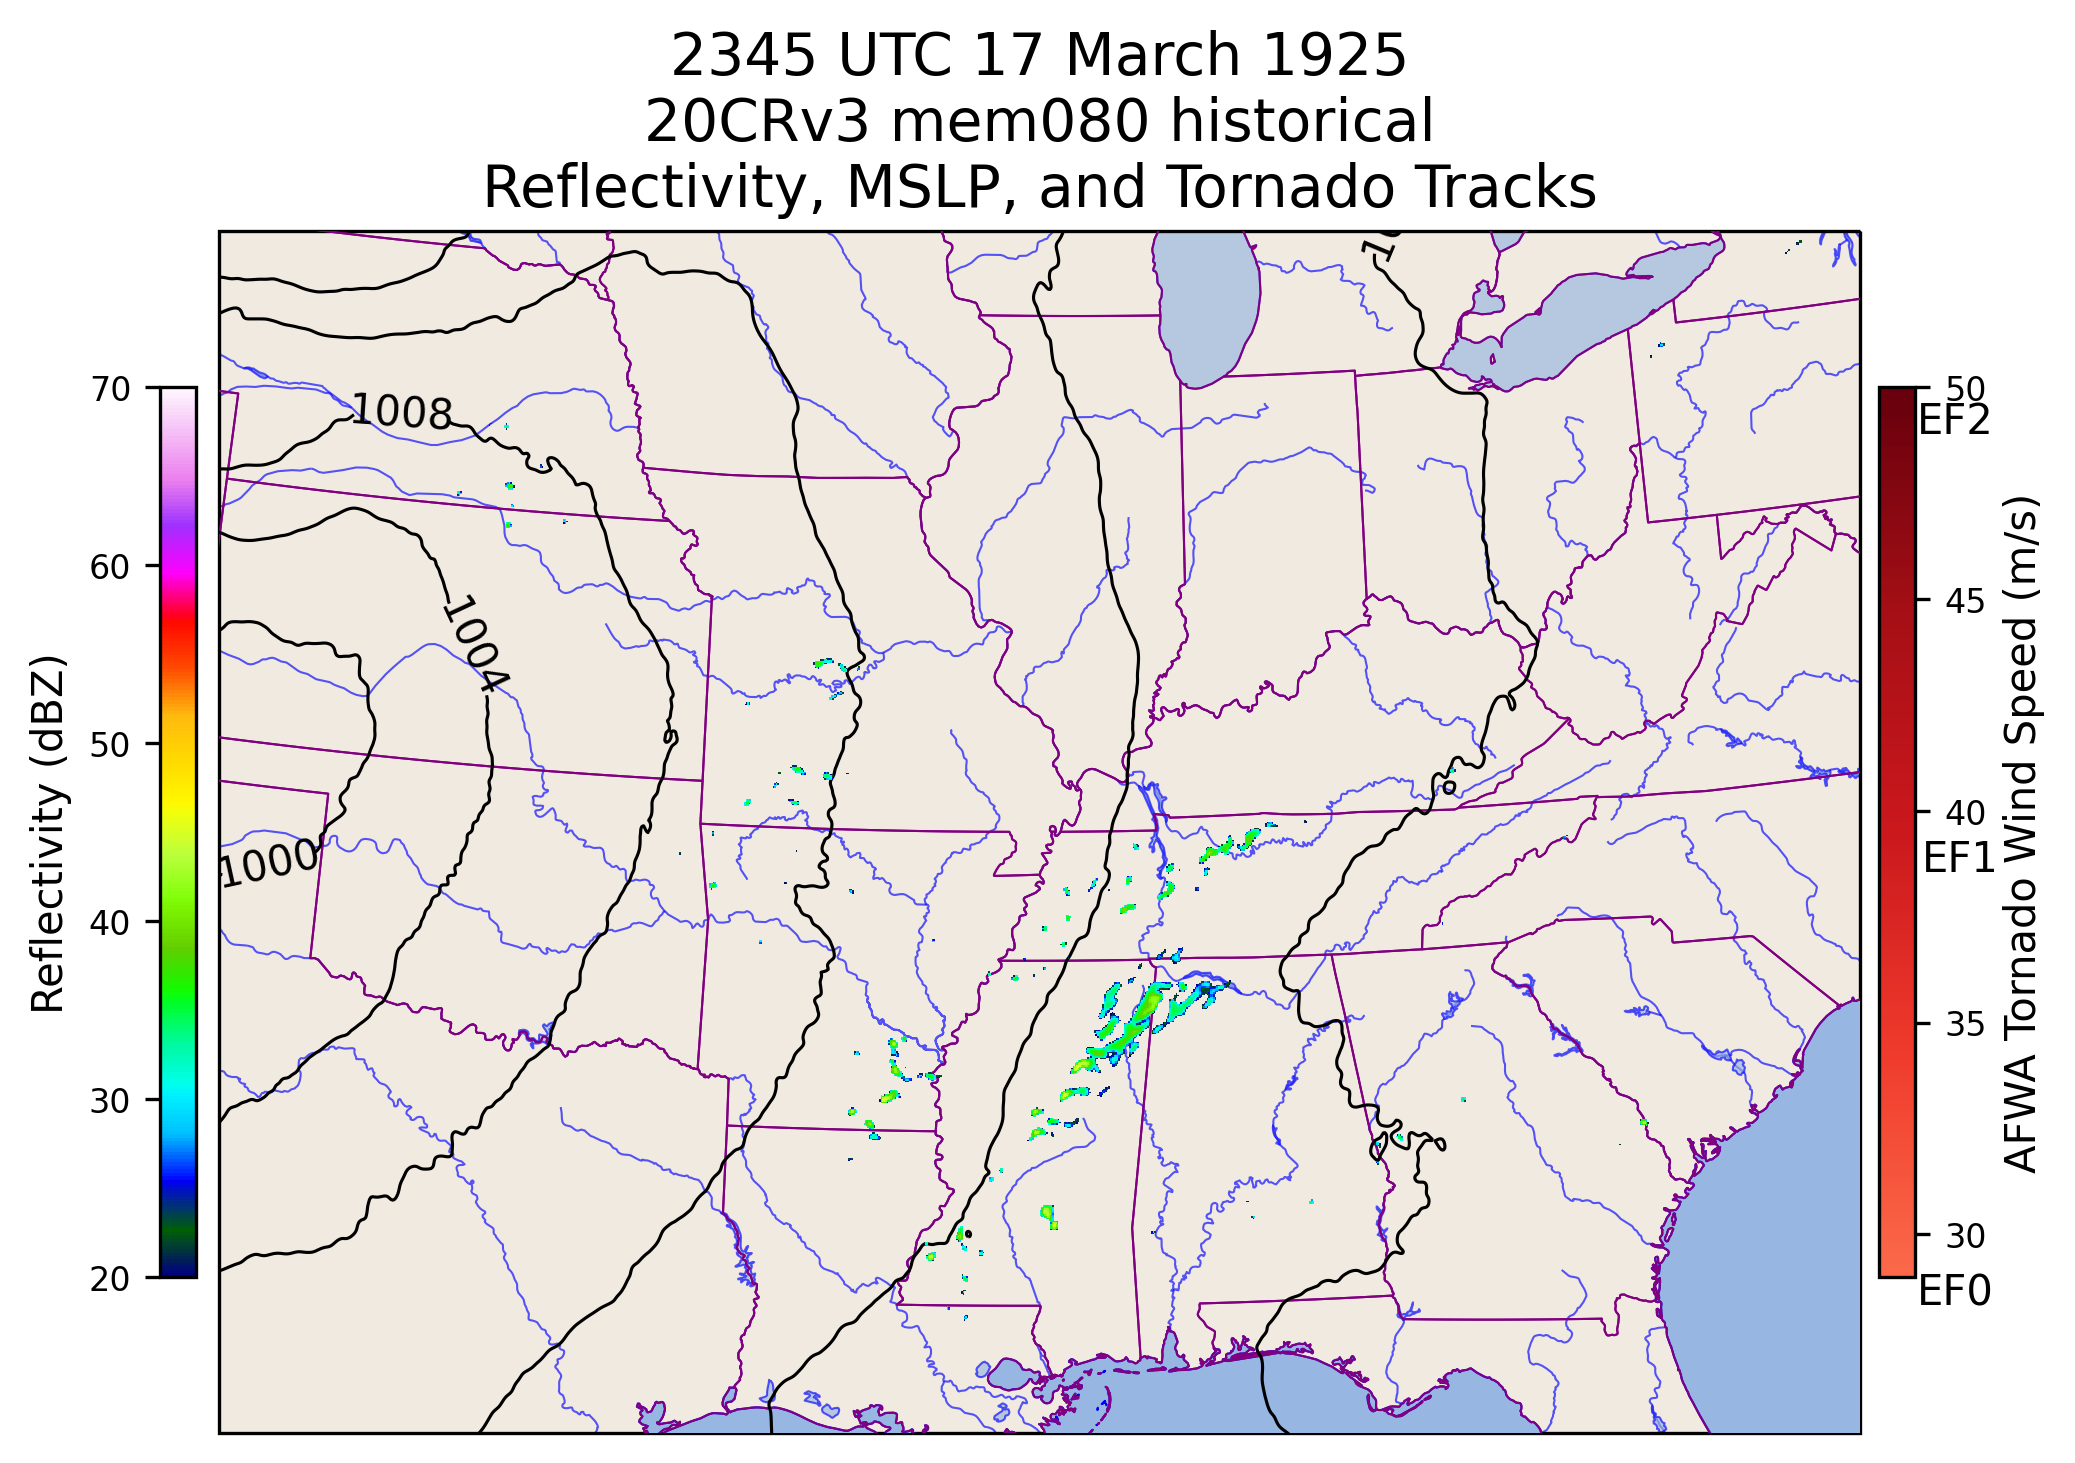 2345 UTC 17 March 1925
20CRv3 mem080 historical
Reflectivity, MSLP, and Tornado Tracks
1008
1004
1000
Reflectivity (dBZ)
70
60
50
40
30
20
50
EF2
45
40
EF1
35
30
EF0
AFWA Tornado Wind Speed (m/s)